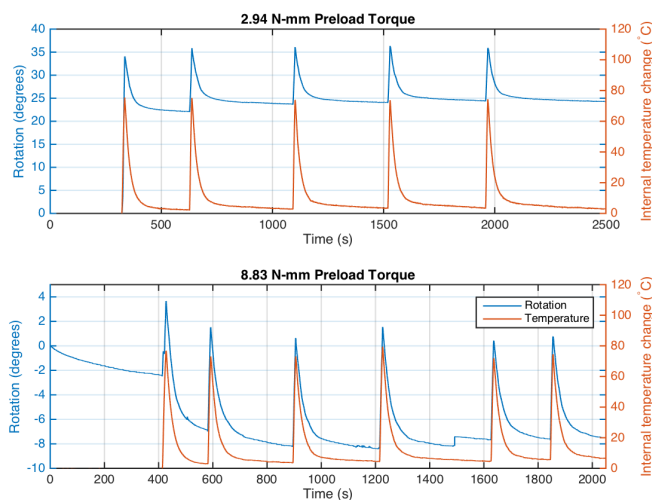 2.94 N-mm Preload Torque
Rotation (degrees)
40
35
30
25
20
15
10
5
0
120
100
80
60
40
20
0
Internal temperature change (°C)
0 500 1000 1500 2000 2500
Time (s)
8.83 N-mm Preload Torque
Rotation (degrees)
4
2
0
-2
-4
-6
-8
-10
Rotation
Temperature
120
100
80
60
40
20
0
Internal temperature change (°C)
0 200 400 600 800 1000 1200 1400 1600 1800 2000
Time (s)